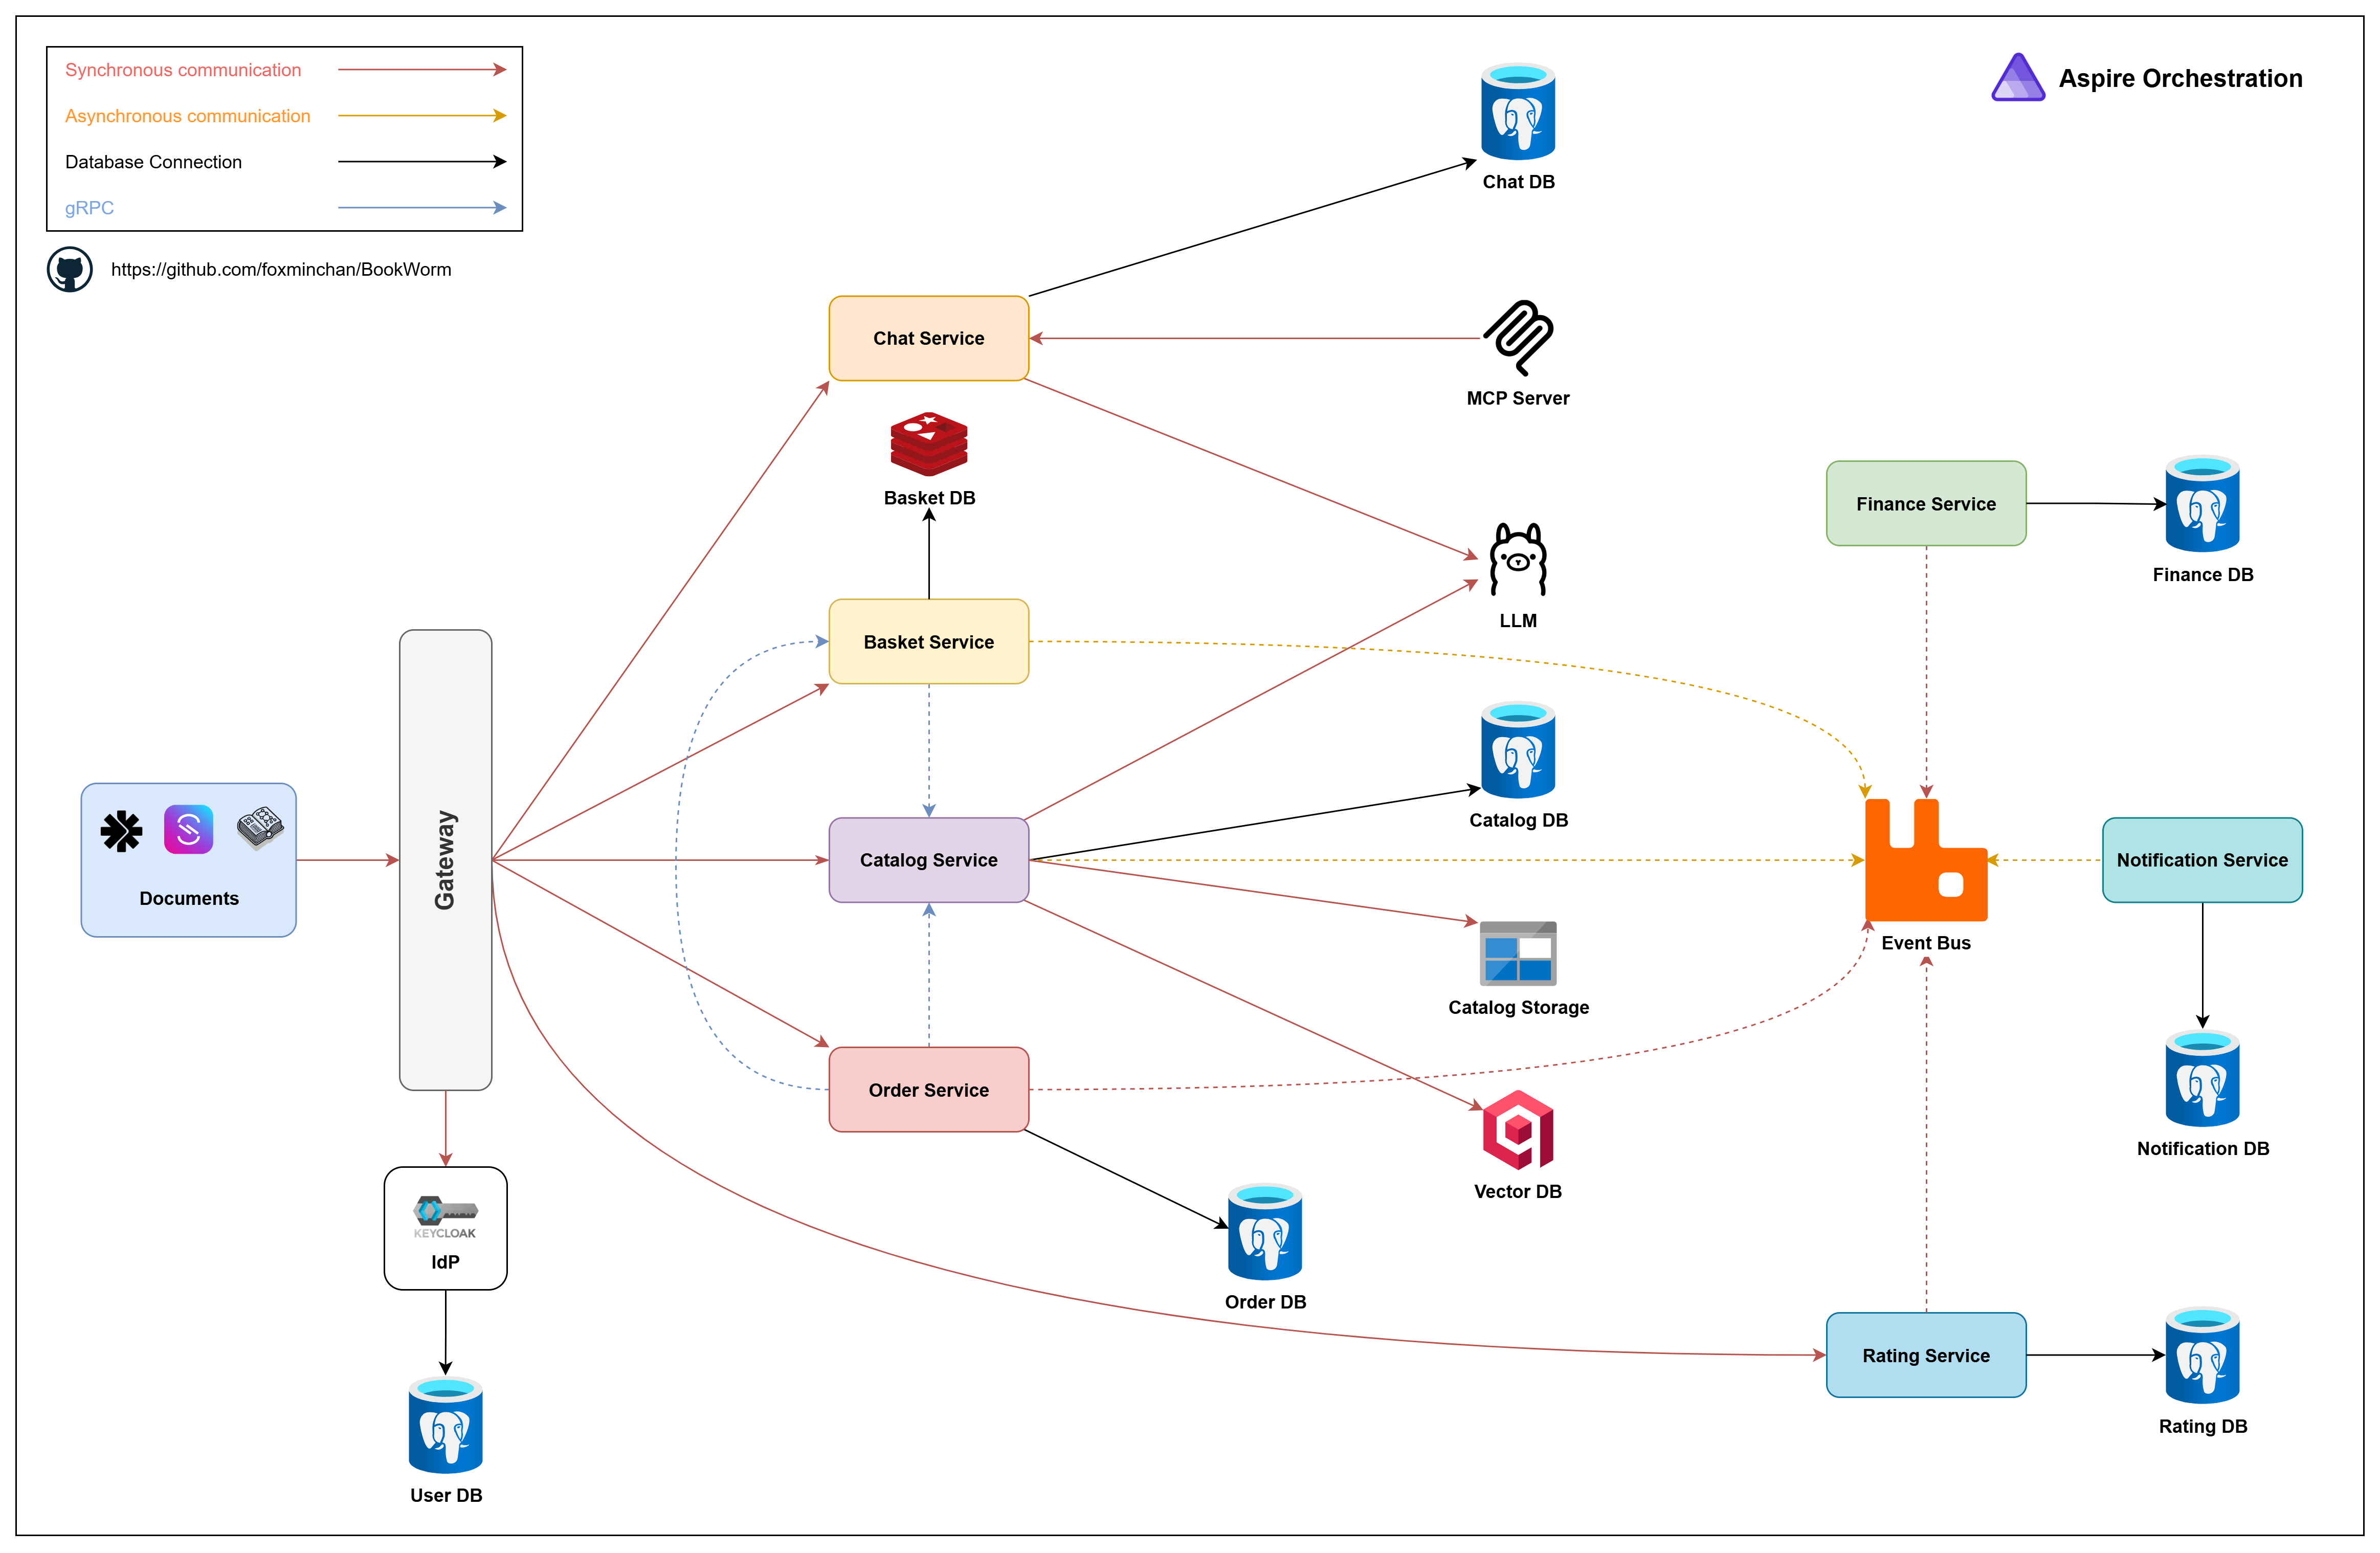 Synchronous communication
Asynchronous communication
Database Connection
gRPC
https://github.com/foxminchan/BookWorm
Aspire Orchestration
Chat DB
Chat Service
MCP Server
Basket DB
Finance Service
Finance DB
LLM
Basket Service
Catalog DB
Gateway
Documents
Catalog Service
Notification Service
Event Bus
Catalog Storage
Order Service
Notification DB
Vector DB
KEYCLOAK
IdP
Order DB
Rating Service
Rating DB
User DB